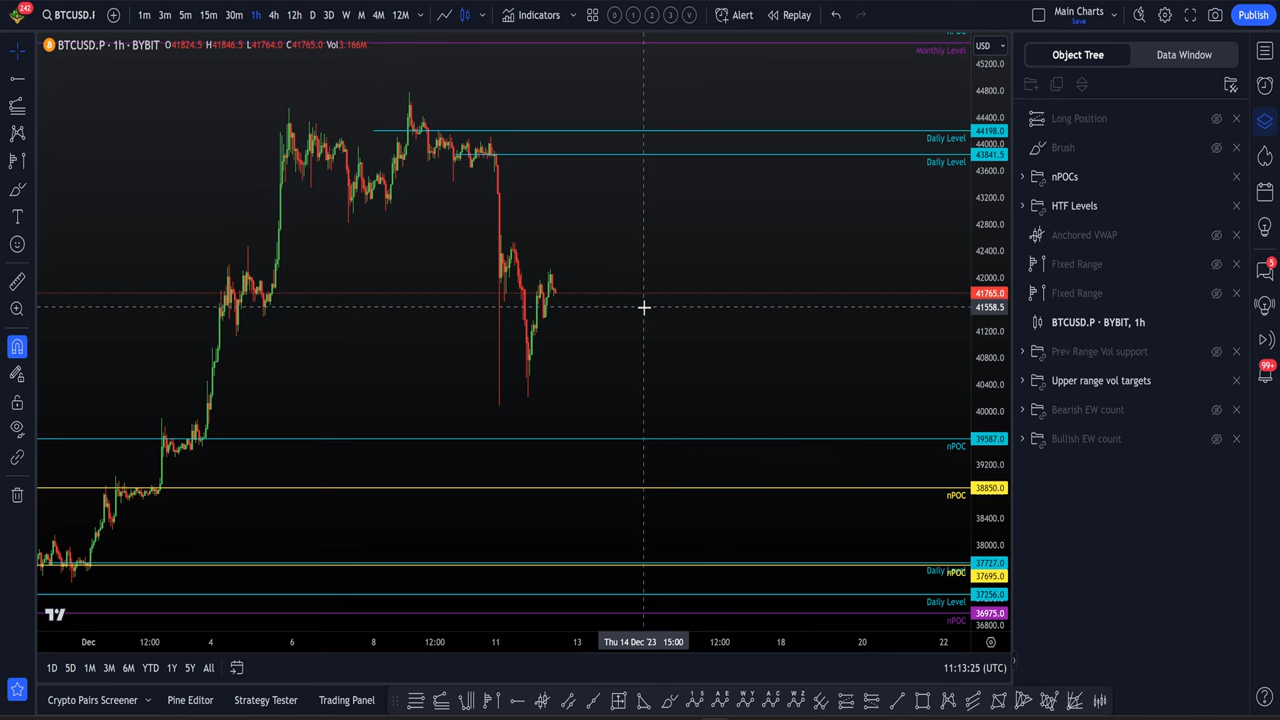 242
BTCUSD.P
1m 3m 5m 15m 30m 1h 4h 12h D 3D W M 4M 12M
Indicators
0 1 2 3 V
Alert
Replay
Main Charts
Save
Publish
BTCUSD.P · 1h · BYBIT O41824.5 H41846.5 L41764.0 C41765.0 Vol3.166M
USD
Monthly Level
45200.0
44800.0
44400.0
44198.0
Daily Level
44000.0
43841.5
Daily Level
43600.0
43200.0
42800.0
42400.0
42000.0
41765.0
41558.5
41200.0
40800.0
40400.0
40000.0
39587.0
nPOC
39200.0
38850.0
nPOC
38400.0
38000.0
37727.0
Daily Level
nPOC
37695.0
37256.0
Daily Level
36975.0
nPOC
36800.0
Dec 12:00 4 6 8 12:00 11 13 Thu 14 Dec '23 15:00 12:00 18 20 22
1D 5D 1M 3M 6M YTD 1Y 5Y All
11:13:25 (UTC)
Crypto Pairs Screener
Pine Editor
Strategy Tester
Trading Panel
Object Tree
Data Window
Long Position
Brush
nPOCs
HTF Levels
Anchored VWAP
Fixed Range
Fixed Range
BTCUSD.P · BYBIT, 1h
Prev Range Vol support
Upper range vol targets
Bearish EW count
Bullish EW count
5
99+